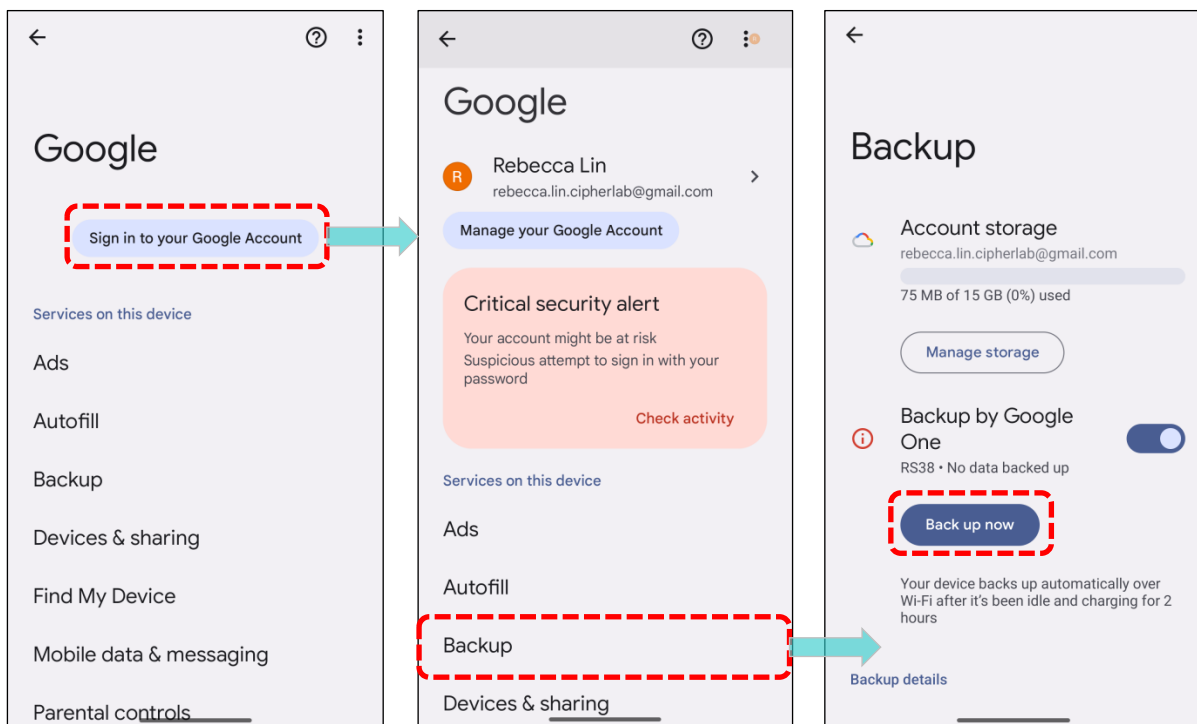 Google
Sign in to your Google Account
Services on this device
Ads
Autofill
Backup
Devices & sharing
Find My Device
Mobile data & messaging
Parental controls
Google
R
Rebecca Lin
rebecca.lin.cipherlab@gmail.com
Manage your Google Account
Critical security alert
Your account might be at risk
Suspicious attempt to sign in with your
password
Check activity
Services on this device
Ads
Autofill
Backup
Devices & sharing
Backup
Account storage
rebecca.lin.cipherlab@gmail.com
75 MB of 15 GB (0%) used
Manage storage
Backup by Google
One
RS38 • No data backed up
Back up now
Your device backs up automatically over
Wi-Fi after it's been idle and charging for 2
hours
Backup details